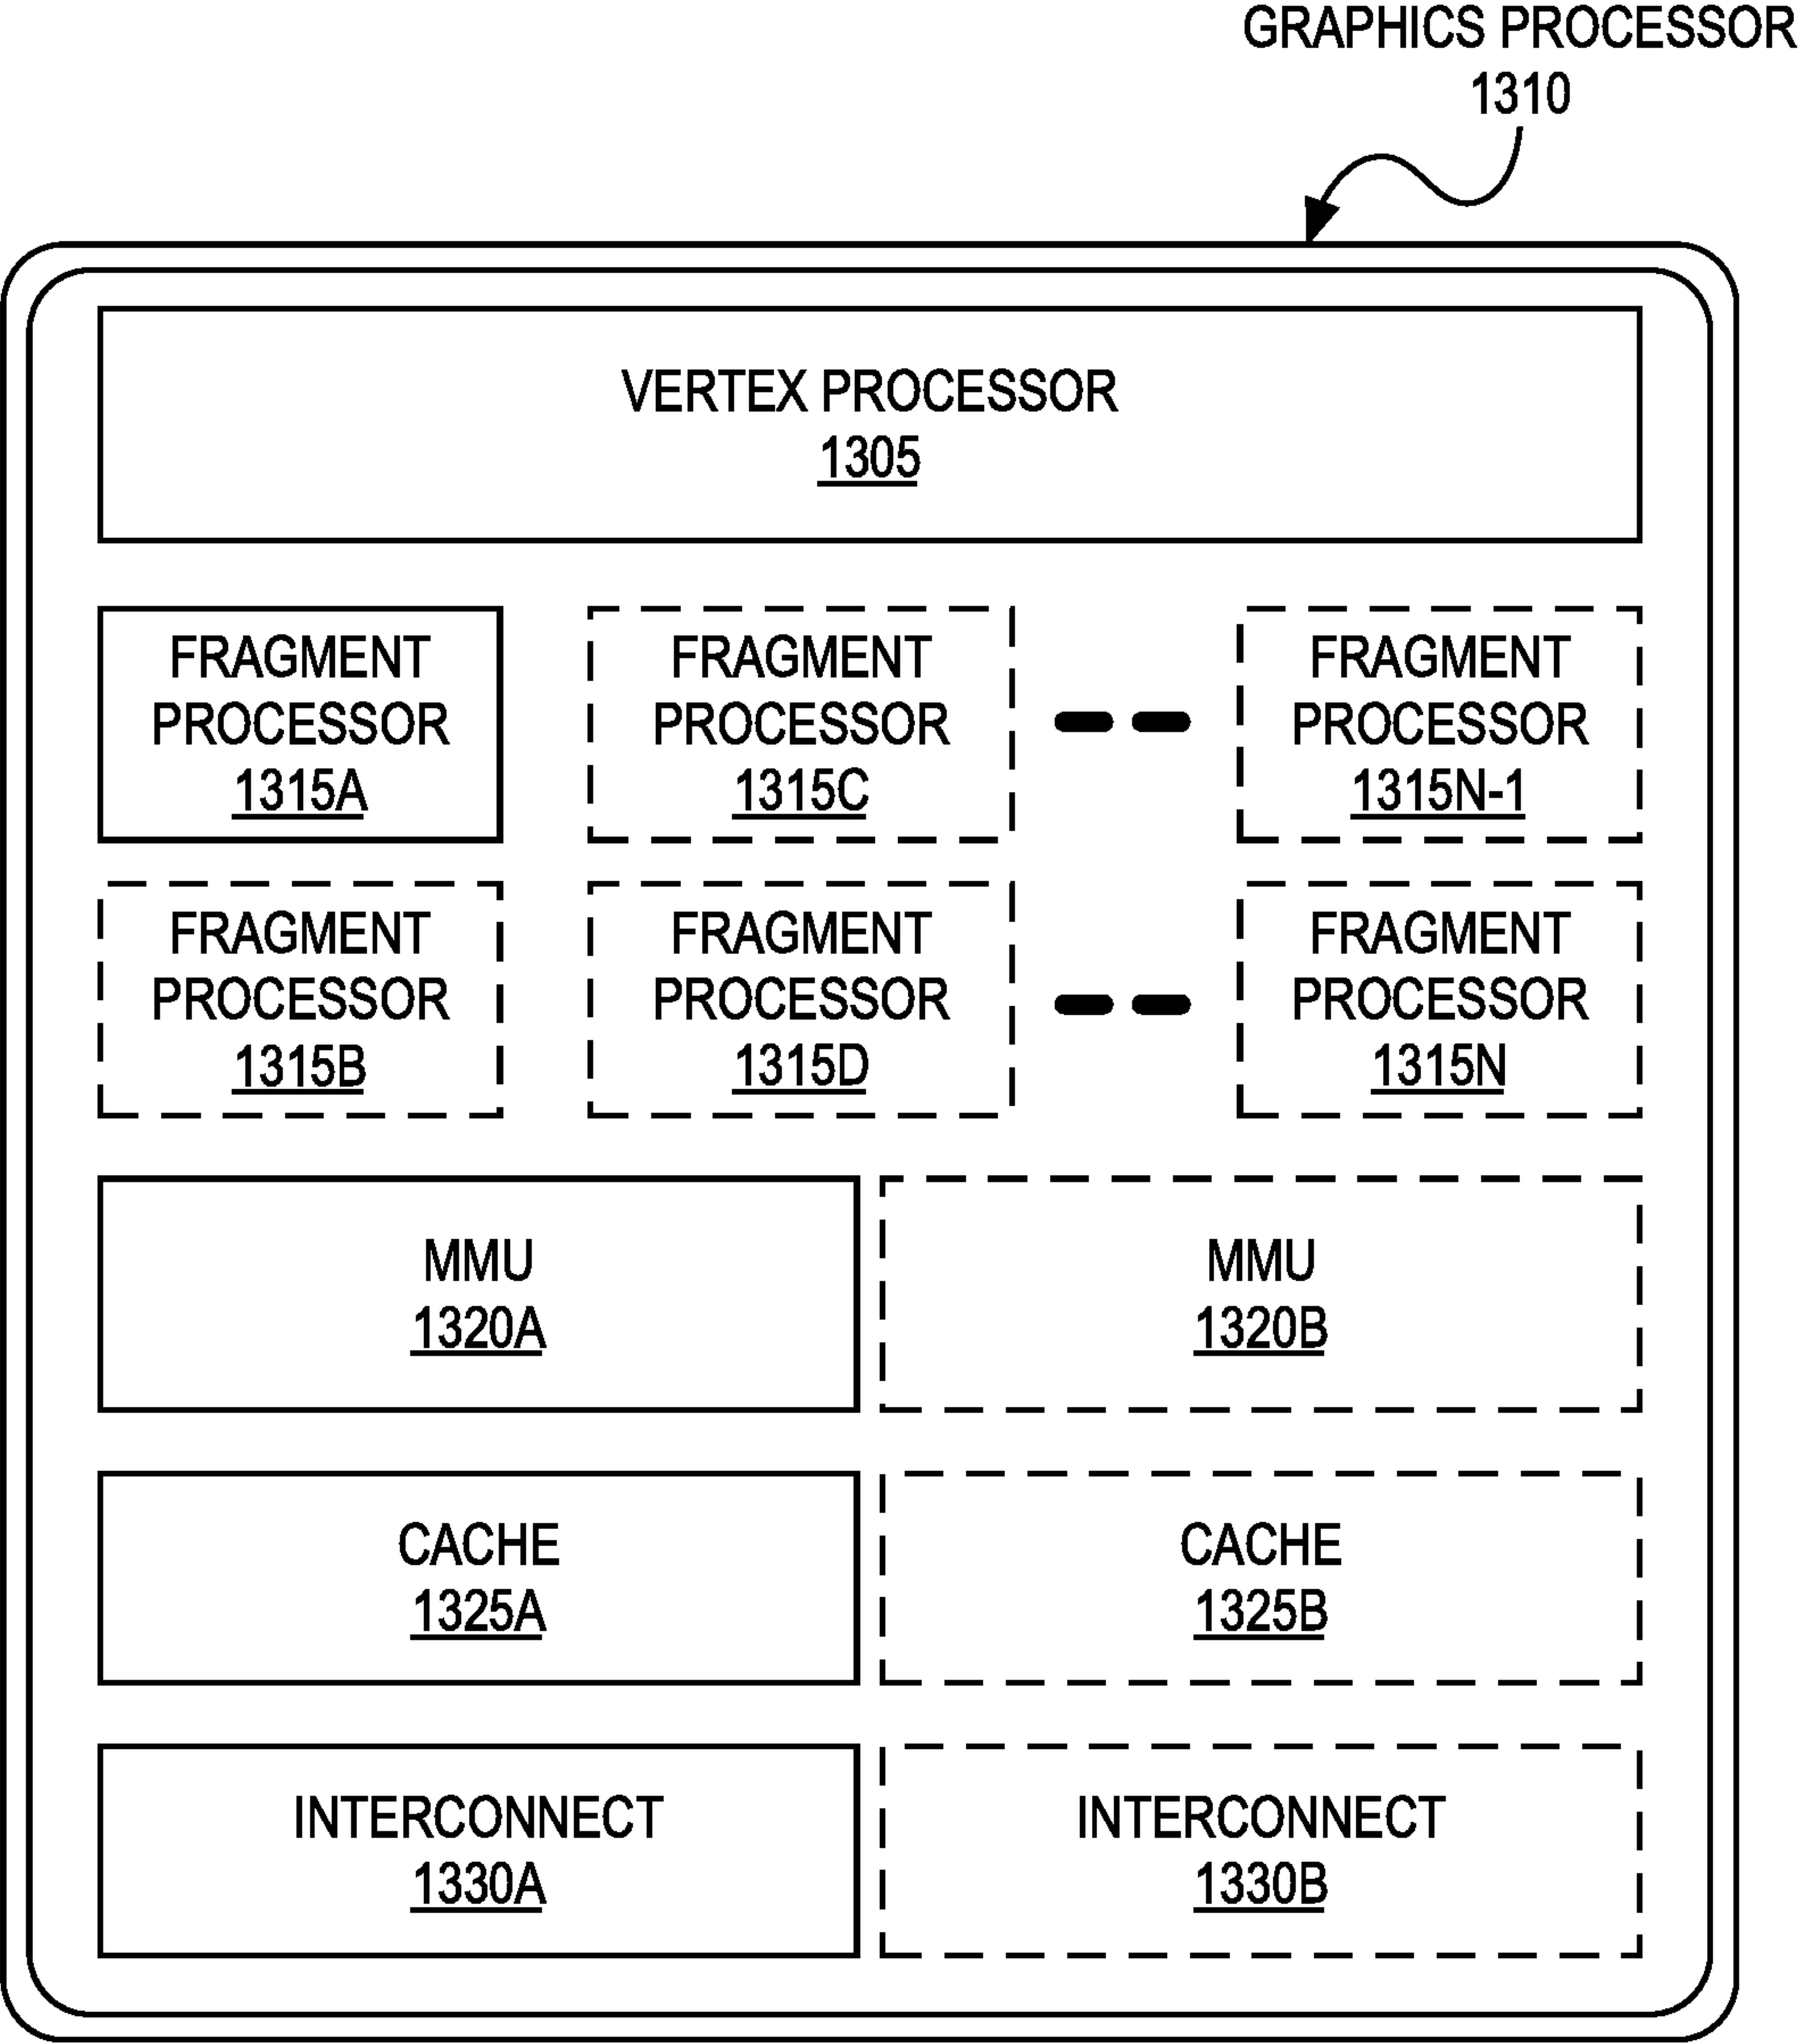 GRAPHICS PROCESSOR
1310
VERTEX PROCESSOR
1305
FRAGMENT
PROCESSOR
1315A
FRAGMENT
PROCESSOR
1315C
FRAGMENT
PROCESSOR
1315N-1
FRAGMENT
PROCESSOR
1315B
FRAGMENT
PROCESSOR
1315D
FRAGMENT
PROCESSOR
1315N
MMU
1320A
MMU
1320B
CACHE
1325A
CACHE
1325B
INTERCONNECT
1330A
INTERCONNECT
1330B